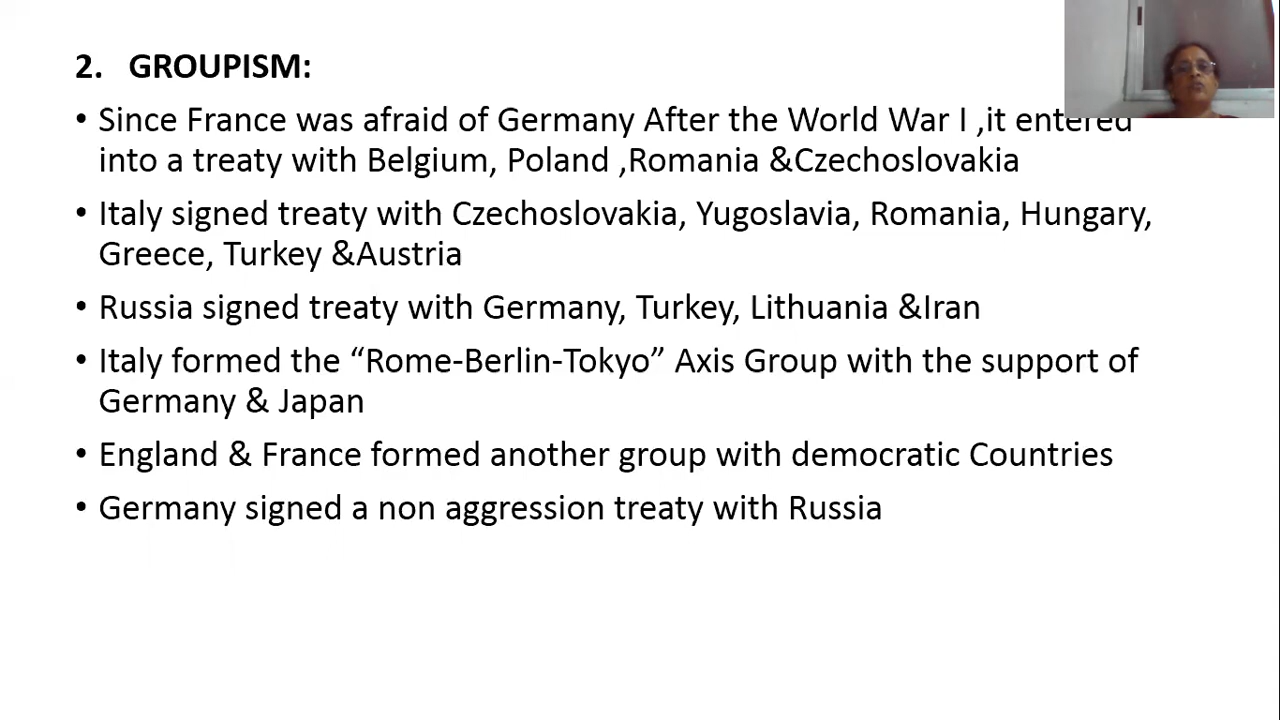 2. GROUPISM:
• Since France was afraid of Germany After the World War I ,it entered
into a treaty with Belgium, Poland ,Romania &Czechoslovakia
• Italy signed treaty with Czechoslovakia, Yugoslavia, Romania, Hungary,
Greece, Turkey &Austria
• Russia signed treaty with Germany, Turkey, Lithuania &Iran
• Italy formed the “Rome-Berlin-Tokyo” Axis Group with the support of
Germany & Japan
• England & France formed another group with democratic Countries
• Germany signed a non aggression treaty with Russia